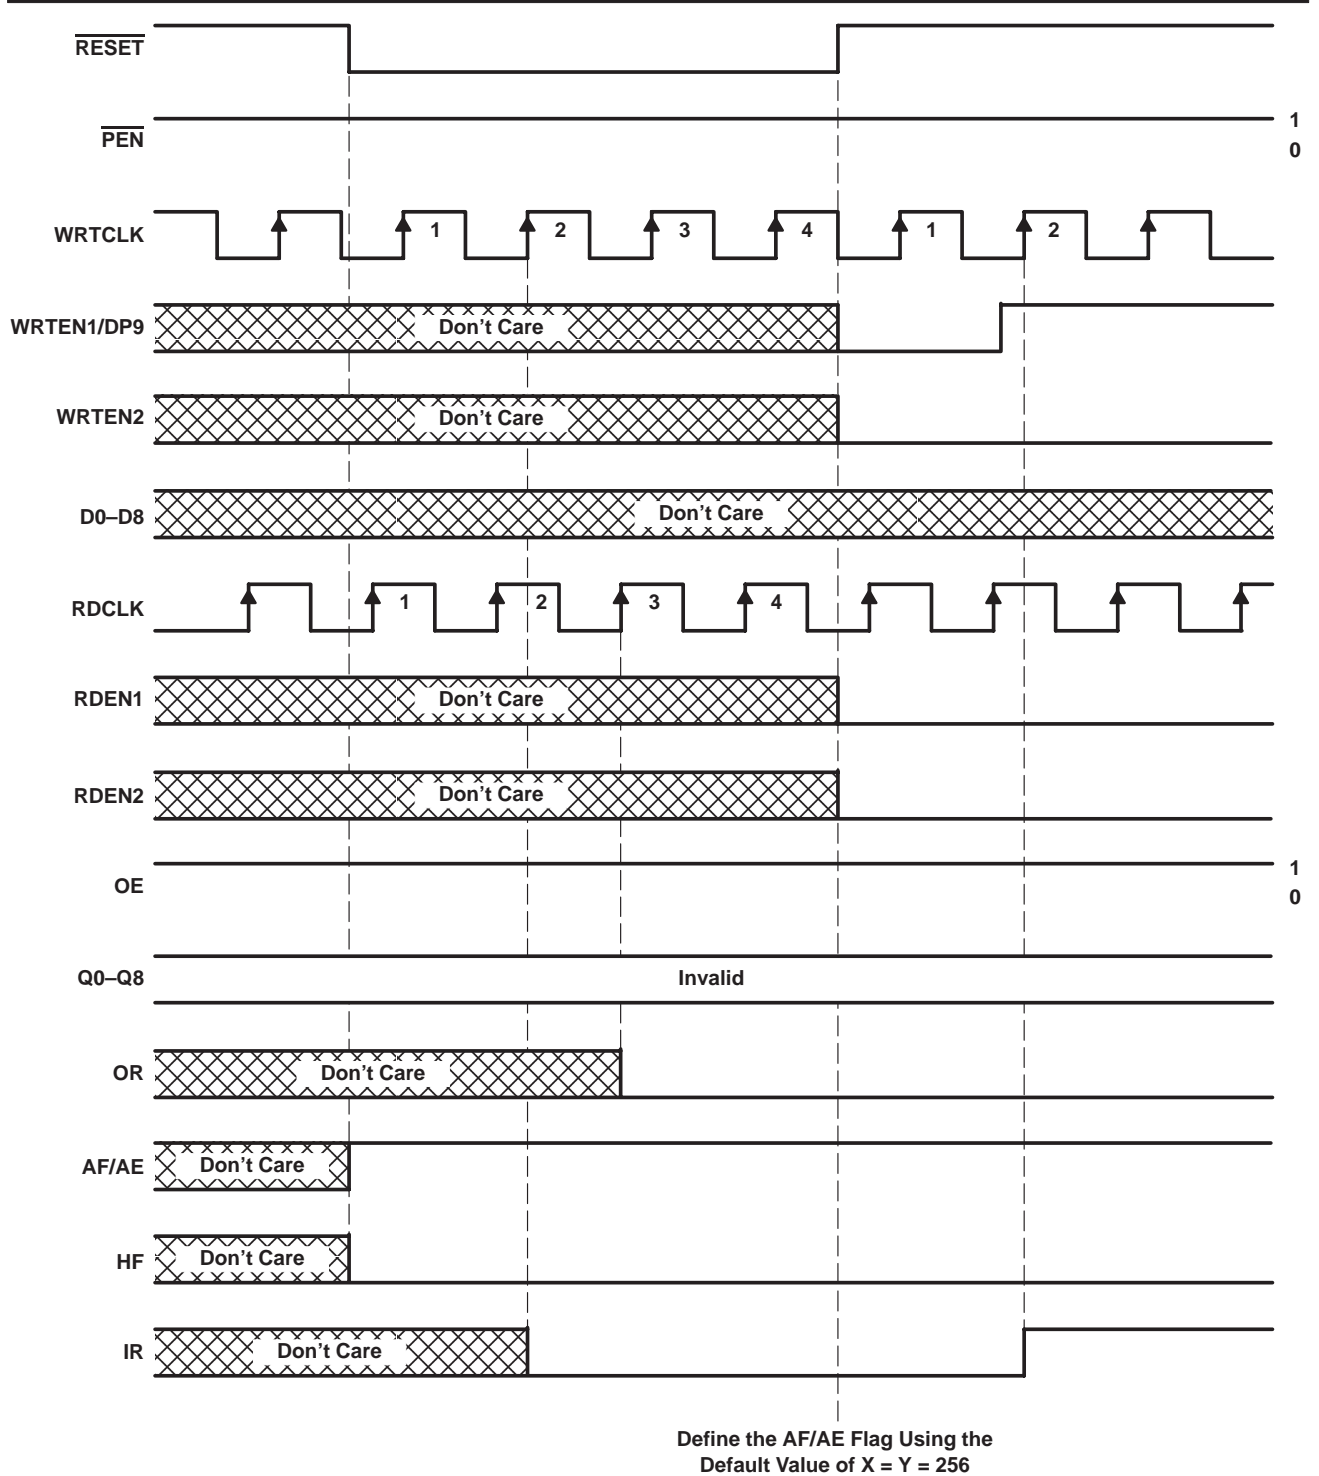 RESET
PEN
1
0
WRTCLK
1 2 3 4 1 2
WRTEN1/DP9
Don't Care
WRTEN2
Don't Care
D0–D8
Don't Care
RDCLK
1 2 3 4
RDEN1
Don't Care
RDEN2
Don't Care
OE
1
0
Q0–Q8
Invalid
OR
Don't Care
AF/AE
Don't Care
HF
Don't Care
IR
Don't Care
Define the AF/AE Flag Using the
Default Value of X = Y = 256